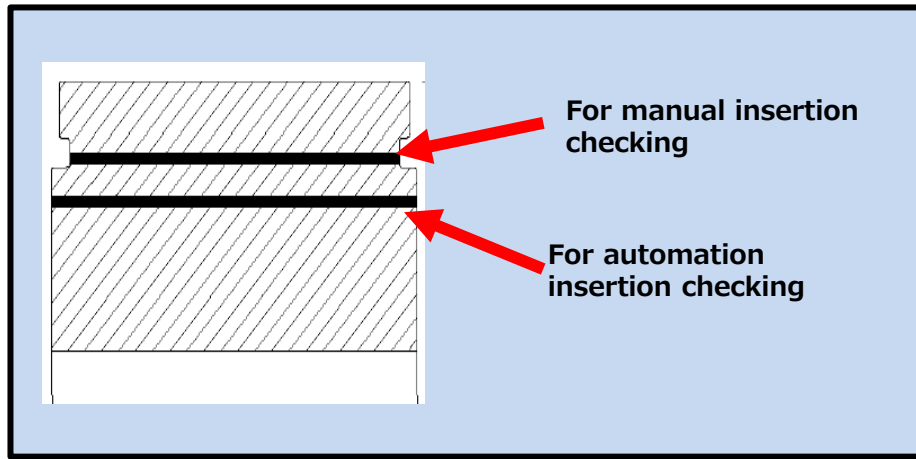 For manual insertion
checking
For automation
insertion checking